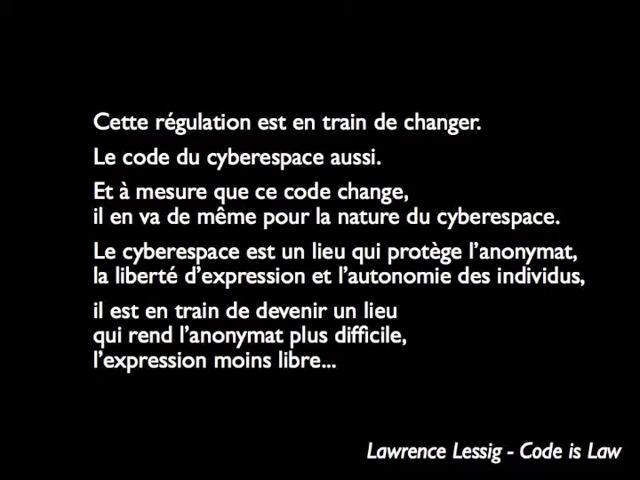 Cette régulation est en train de changer.
Le code du cyberespace aussi.
Et à mesure que ce code change,
il en va de même pour la nature du cyberespace.
Le cyberespace est un lieu qui protège l’anonymat,
la liberté d’expression et l’autonomie des individus,
il est en train de devenir un lieu
qui rend l’anonymat plus difficile,
l’expression moins libre...
Lawrence Lessig - Code is Law